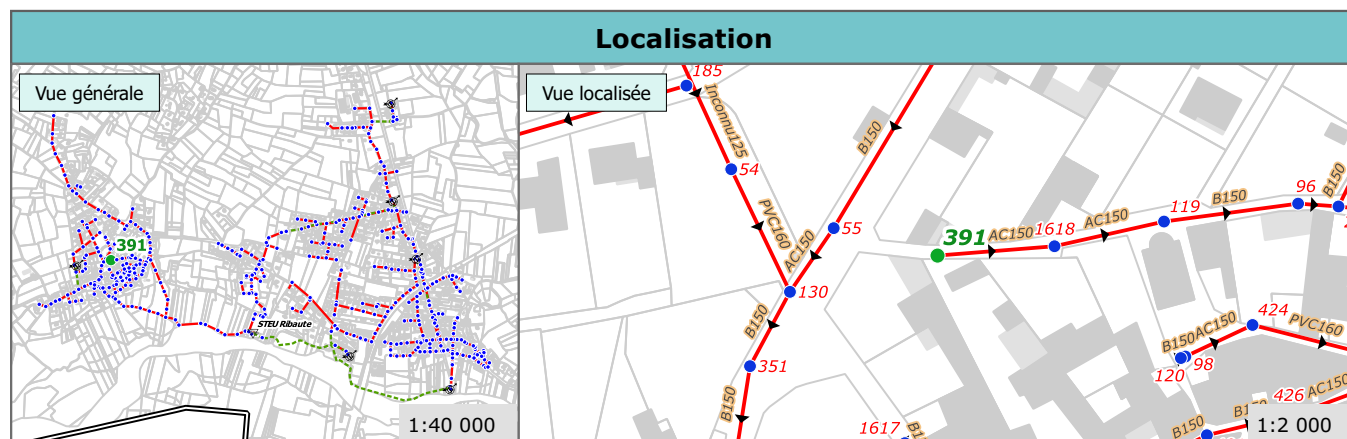 Localisation
Vue générale
391
STEU Ribaute
1:40 000
Vue localisée
185
Inconnu125
54
PVC160
B150
55
AC150
130
B150
351
B150
391
AC150
1618
AC150
119
B150
96
B150
424
PVC160
B150
AC150
120
98
426
AC150
B150
1617
1:2 000